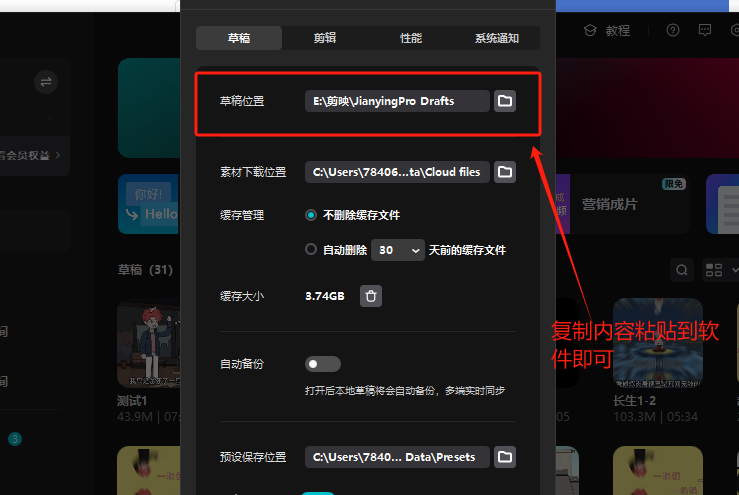 草稿
剪辑
性能
系统通知
教程
草稿位置
E:\剪映\JianyingPro Drafts
看会员权益 >
素材下载位置
C:\Users\78406...ta\Cloud files
你好!
Hello
限免
营销成片
缓存管理
不删除缓存文件
自动删除 30 天前的缓存文件
草稿（31）
缓存大小
3.74GB
复制内容粘贴到软
件即可
自动备份
打开后本地草稿将会自动备份，多端实时同步
测试1
43.9M | 07:
长生1-2
103.3M | 05:34
3
预设保存位置
C:\Users\7840... Data\Presets